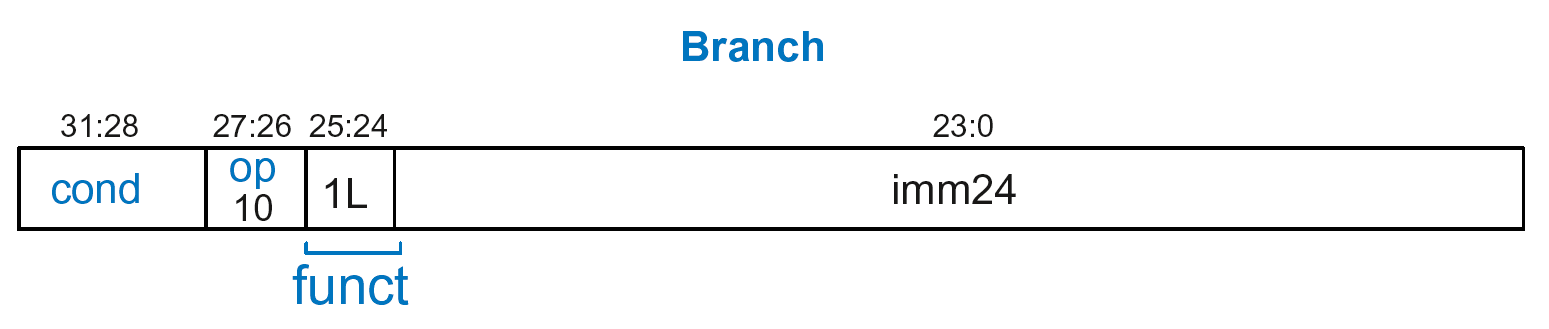 Branch
31:28 27:26 25:24 23:0
cond op 1L imm24
10
funct